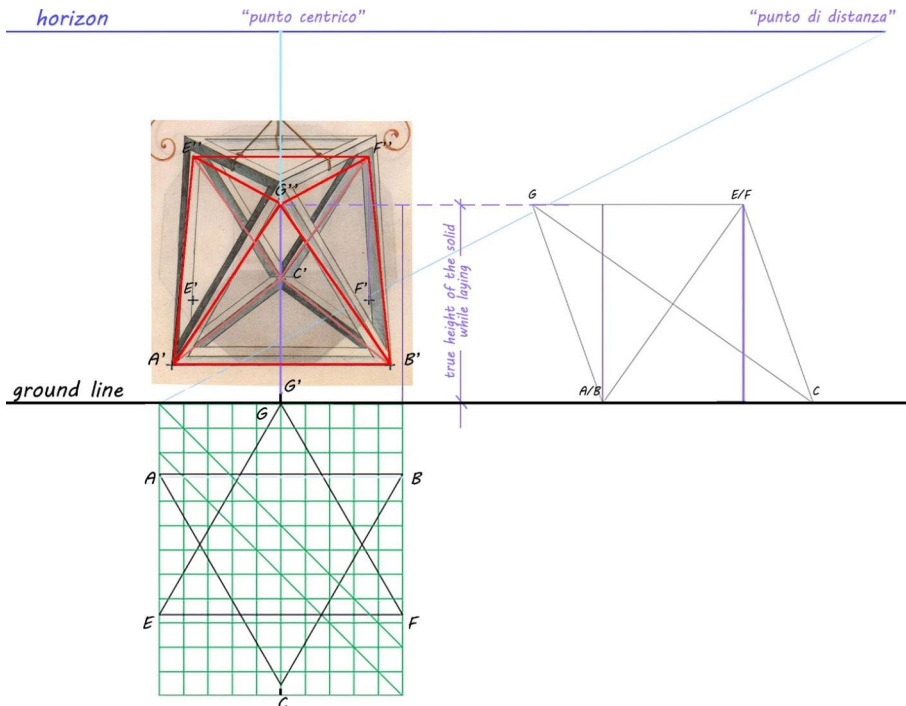 horizon
“punto centrico”
“punto di distanza”
E''
F''
G''
C'
E'
F'
A'
B'
true height of the solid
while laying
G
E/F
A/B
C
ground line
G'
G
A
B
E
F
C